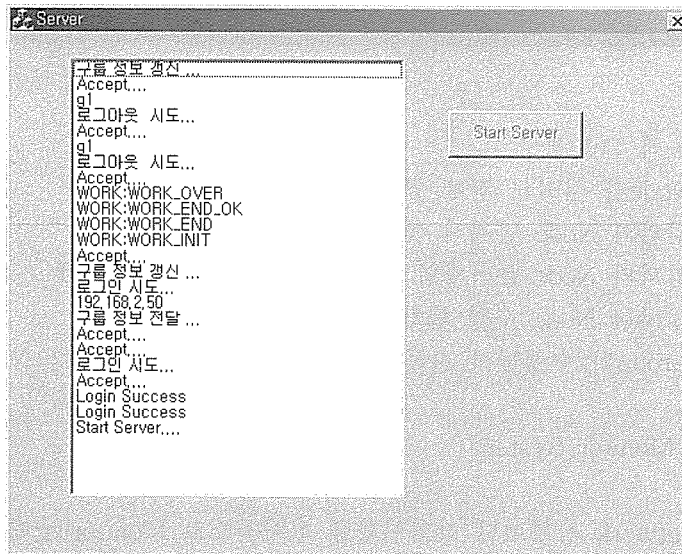 Server
구룹 정보 갱신 ...
Accept....
g1
로그아웃 시도...
Accept....
g1
로그아웃 시도...
Accept....
WORK:WORK_OVER
WORK:WORK_END_OK
WORK:WORK_END
WORK:WORK_INIT
Accept....
구룹 정보 갱신 ...
로그인 시도...
192,168,2,50
구룹 정보 전달 ...
Accept....
Accept....
로그인 시도...
Accept....
Login Success
Login Success
Start Server....
Start Server